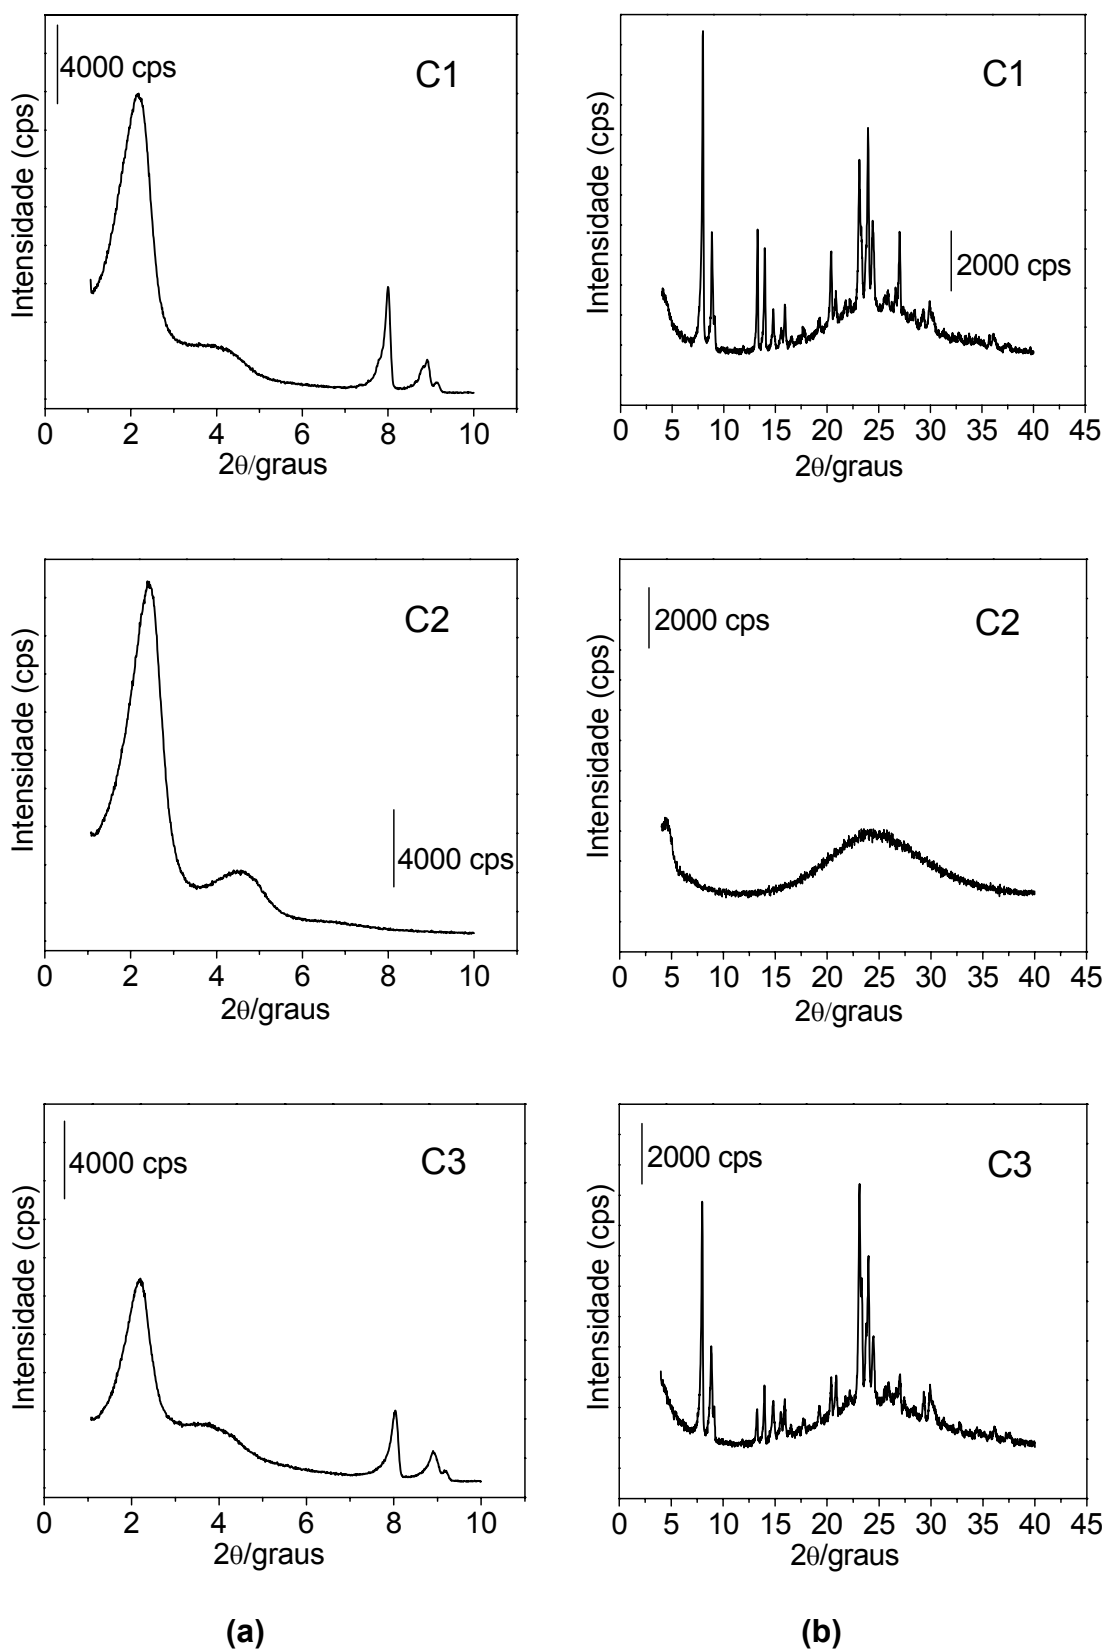 4000 cps
C1
Intensidade (cps)
0 2 4 6 8 10
2θ/graus
C1
2000 cps
Intensidade (cps)
0 5 10 15 20 25 30 35 40 45
2θ/graus
C2
4000 cps
Intensidade (cps)
0 2 4 6 8 10
2θ/graus
2000 cps
C2
Intensidade (cps)
0 5 10 15 20 25 30 35 40 45
2θ/graus
4000 cps
C3
Intensidade (cps)
0 2 4 6 8 10
2θ/graus
2000 cps
C3
Intensidade (cps)
0 5 10 15 20 25 30 35 40 45
2θ/graus
(a)
(b)